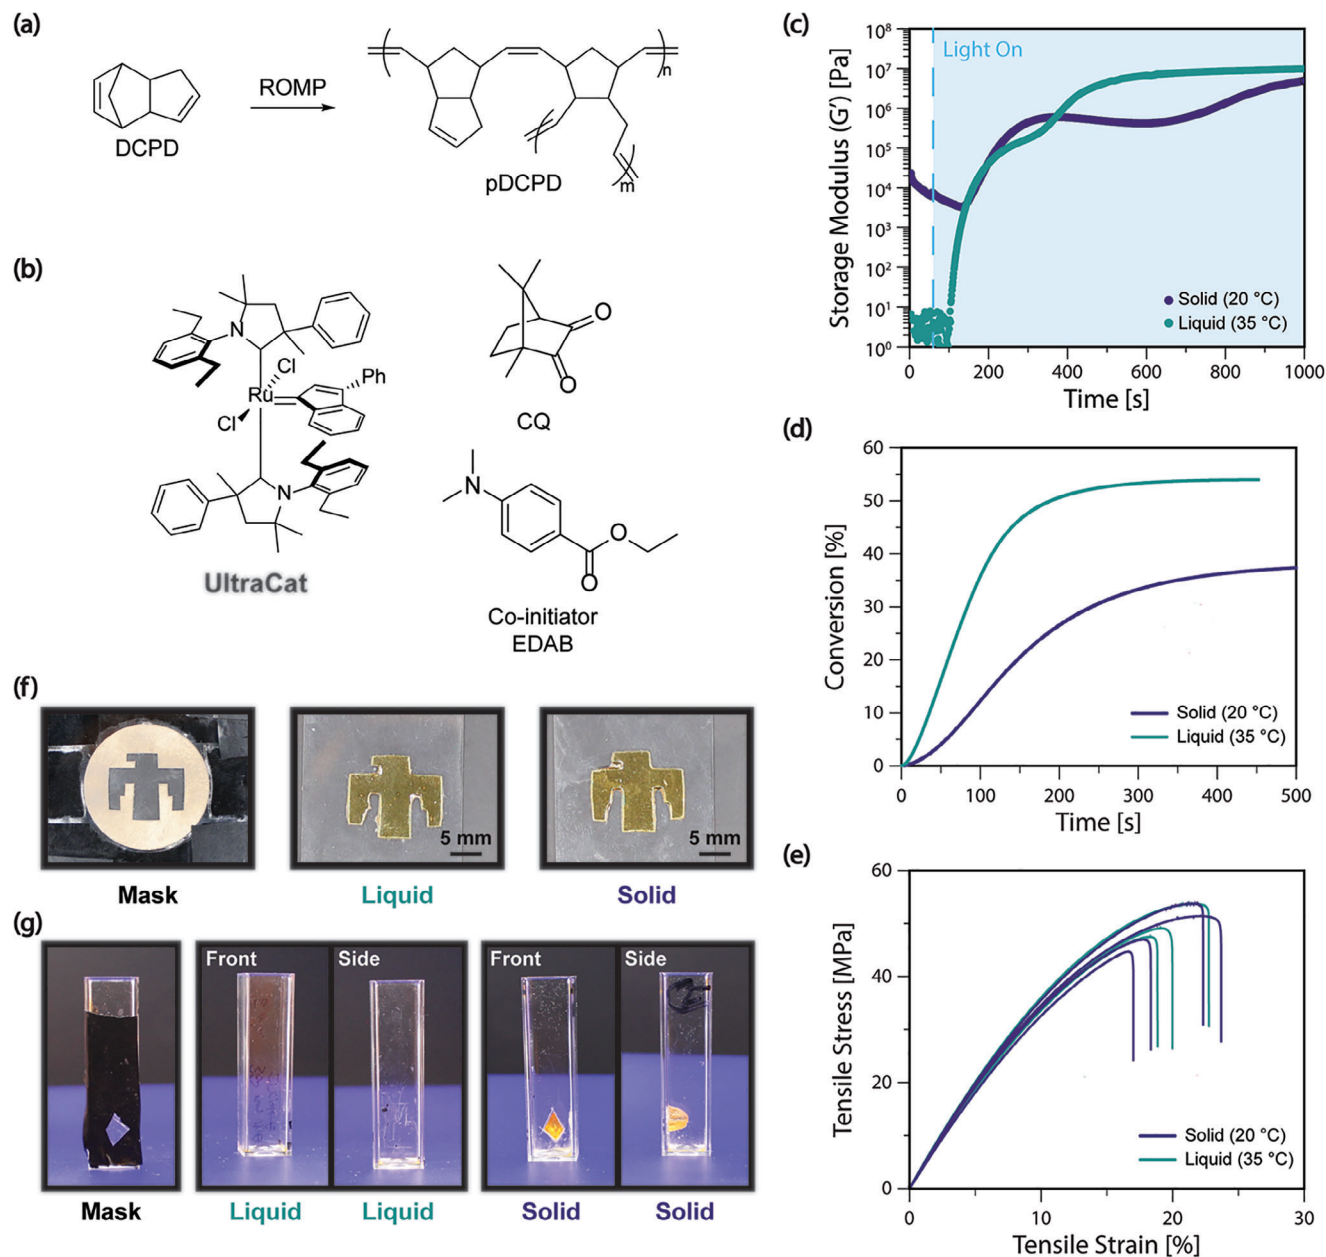 (a)
DCPD
ROMP
n
m
pDCPD
(b)
N
Cl
Ru
Ph
Cl
N
UltraCat
O
O
CQ
N
O
O
Co-initiator
EDAB
(c)
Storage Modulus (G') [Pa]
10⁸
10⁷
10⁶
10⁵
10⁴
10³
10²
10¹
10⁰
Light On
Solid (20 °C)
Liquid (35 °C)
0 200 400 600 800 1000
Time [s]
(d)
Conversion [%]
60
50
40
30
20
10
0
Solid (20 °C)
Liquid (35 °C)
0 100 200 300 400 500
Time [s]
(e)
Tensile Stress [MPa]
60
40
20
0
Solid (20 °C)
Liquid (35 °C)
0 10 20 30
Tensile Strain [%]
(f)
5 mm
5 mm
Mask
Liquid
Solid
(g)
Front
Side
Front
Side
Mask
Liquid
Liquid
Solid
Solid